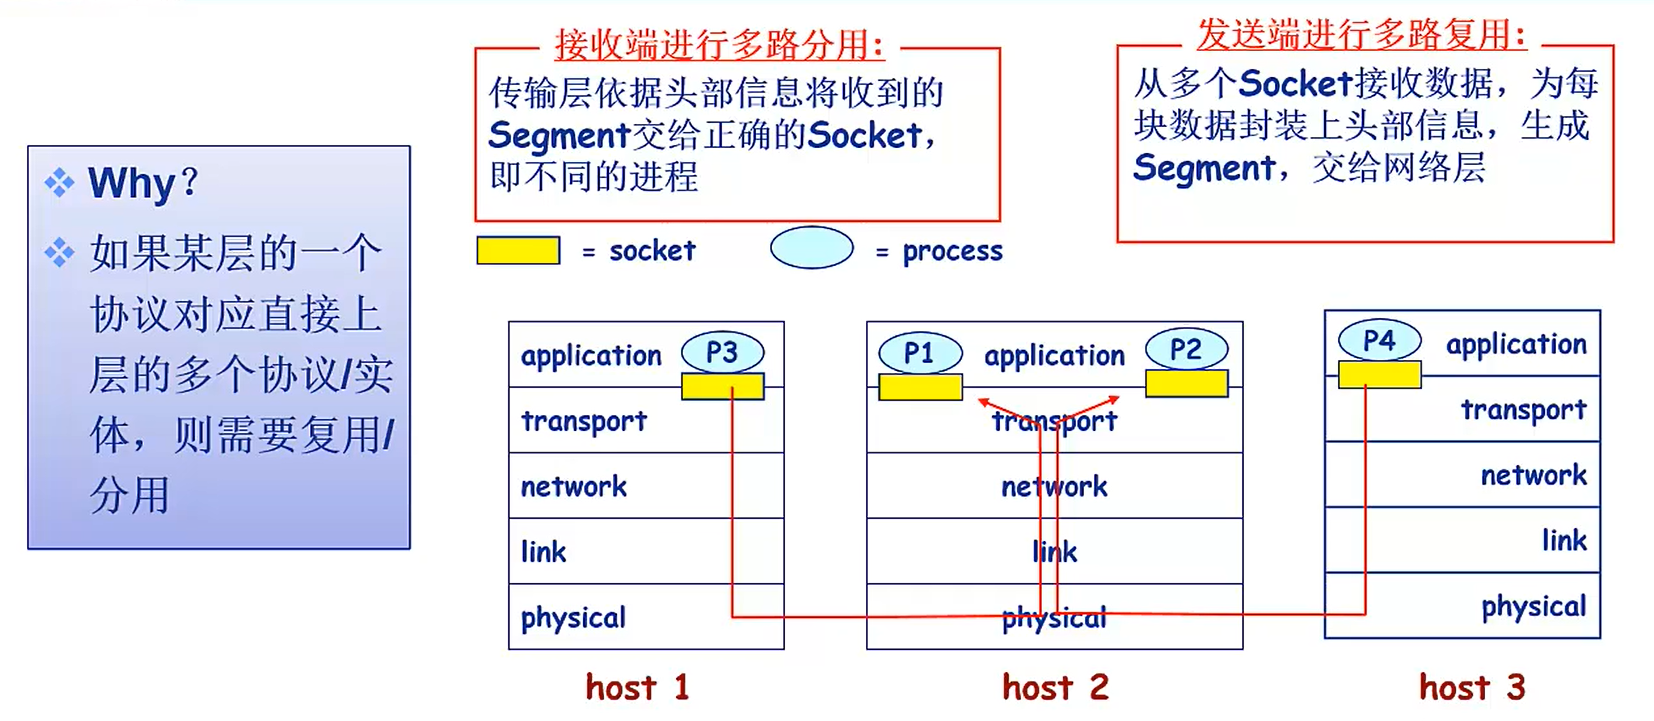 Why?
如果某层的一个
协议对应直接上
层的多个协议/实
体，则需要复用/
分用
接收端进行多路分用:
传输层依据头部信息将收到的
Segment交给正确的Socket，
即不同的进程
发送端进行多路复用:
从多个Socket接收数据，为每
块数据封装上头部信息，生成
Segment，交给网络层
= socket
= process
application
P3
transport
network
link
physical
host 1
P1
application
P2
transport
network
link
physical
host 2
P4
application
transport
network
link
physical
host 3